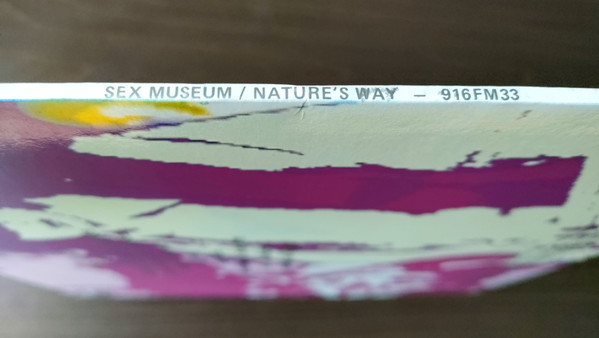 SEX MUSEUM / NATURE'S WAY – 916FM33